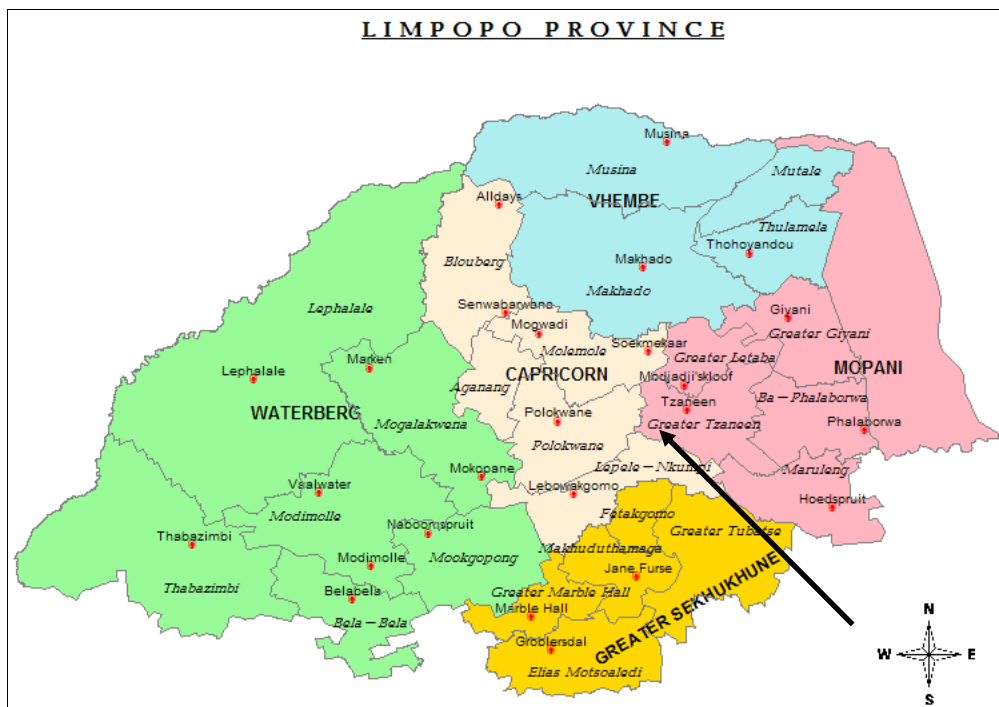 LIMPOPO PROVINCE
Musina
Musina
Mutale
Alldays
VHEMBE
Thulamela
Thohoyandou
Blouberg
Makhado
Makhado
Lephalale
Senwabarwana
Giyani
Mogwadi
Greater Giyani
Molemole
Soekmekaar
Marken
Greater Letaba
MOPANI
Lephalale
Aganang
CAPRICORN
Modjadji'skloof
Ba-Phalaborwa
WATERBERG
Polokwane
Tzaneen
Mogalakwena
Greater Tzaneen
Phalaborwa
Polokwane
Mokopane
Lepele-Nkumpi
Maruleng
Vaalwater
Lebowakgomo
Hoedspruit
Modimolle
Fetakgomo
Naboomspruit
Greater Tubatse
Thabazimbi
Makhuduthamaga
Modimolle
Mookgopong
Jane Furse
Thabazimbi
Belabela
Greater Marble Hall
Marble Hall
GREATER SEKHUKHUNE
Bela-Bela
Groblersdal
Elias Motsoaledi
N
W
E
S